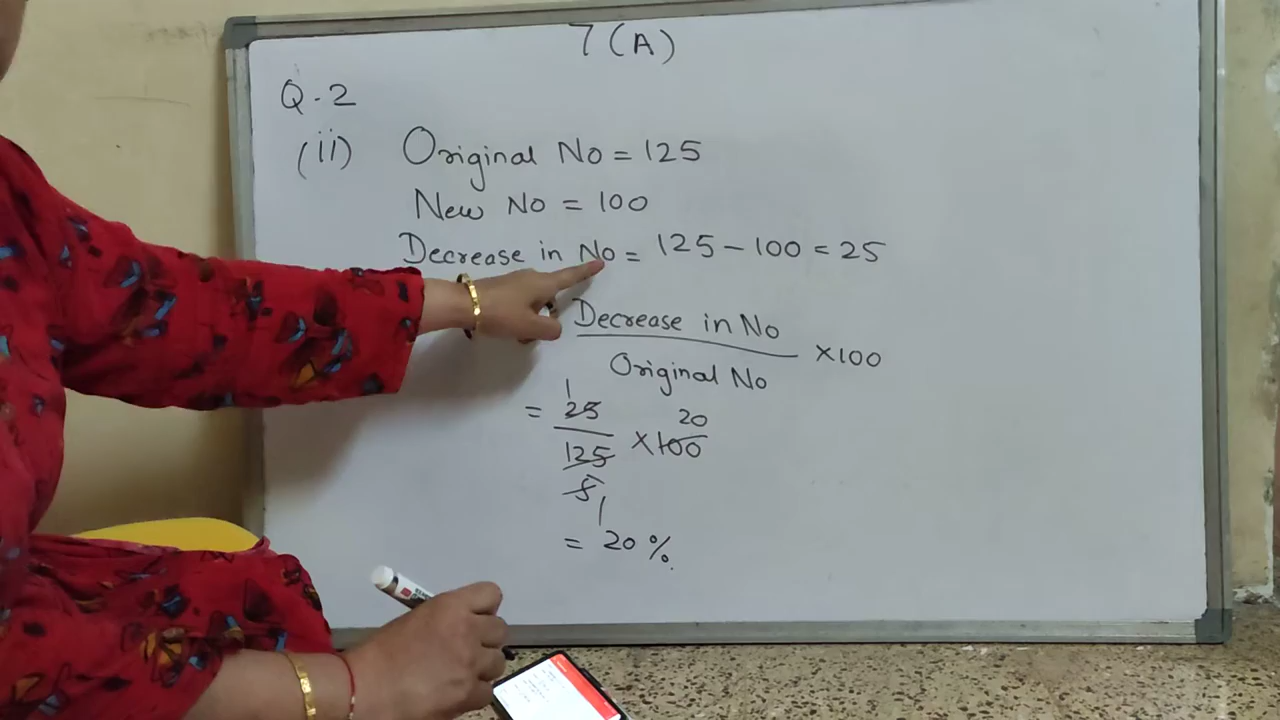 7 (A)
Q.2
(ii) Original No = 125
New No = 100
Decrease in No = 125 - 100 = 25
Decrease in No
Original No
×100
1
= 25
125
5
1
20
×100
= 20 %.